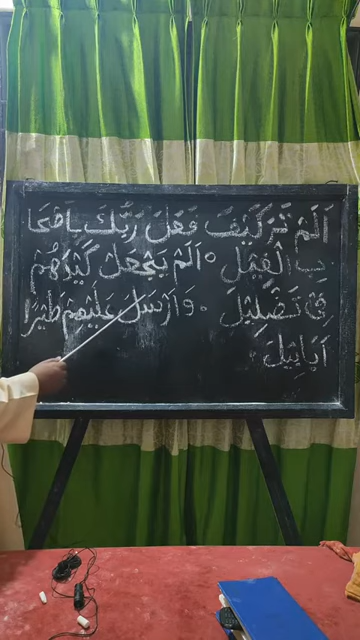 اَلَمْ تَرَ كَيْفَ فَعَلَ رَبُّكَ بِاَصْحَا
بِ الْفِيْلِ ○ اَلَمْ يَجْعَلْ كَيْدَهُمْ
فِىْ تَضْلِيْلَ ○ وَاَرْسَلَ عَلَيْهِمْ طَيْرًا
اَبَابِيْلَ